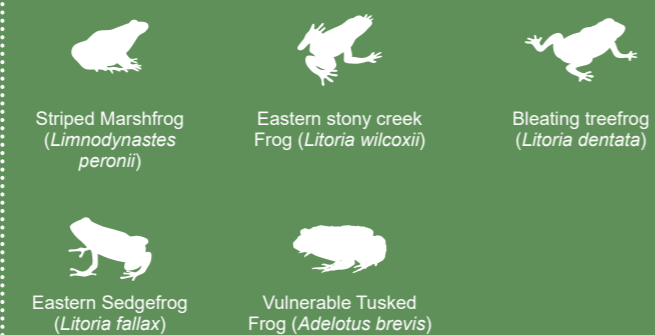 Striped Marshfrog
(Limnodynastes
peronii)
Eastern stony creek
Frog (Litoria wilcoxii)
Bleating treefrog
(Litoria dentata)
Eastern Sedgefrog
(Litoria fallax)
Vulnerable Tusked
Frog (Adelotus brevis)